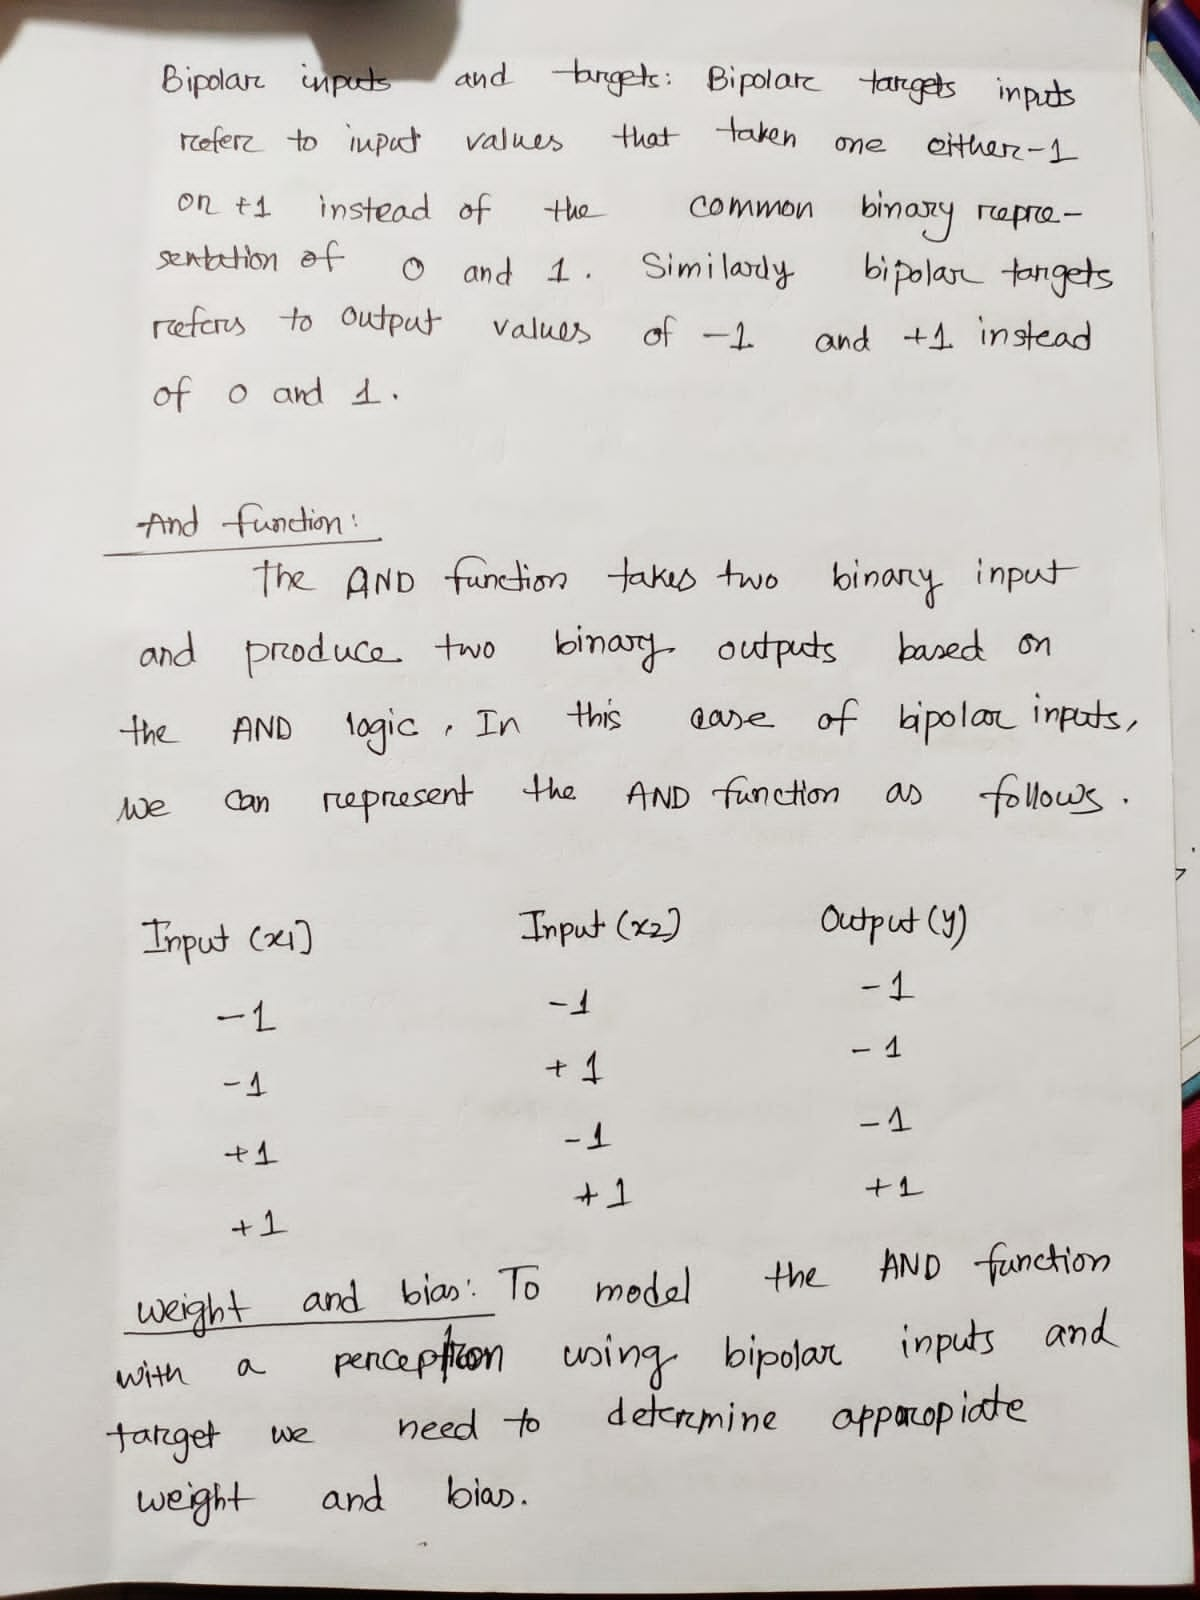 Bipolar inputs and targets: Bipolar targets inputs
refer to input values that taken one either -1
or +1 instead of the common binary repre-
sentation of 0 and 1. Similarly bipolar targets
refers to output values of -1 and +1 instead
of 0 and 1.
And function:
The AND function takes two binary input
and produce two binary outputs based on
the AND logic. In this case of bipolar inputs,
we can represent the AND function as follows.
Input (x1) Input (x2) Output (y)
-1 -1 -1
-1 +1 -1
+1 -1 -1
+1 +1 +1
weight and bias: To model the AND function
with a perceptron using bipolar inputs and
target we need to determine appropiate
weight and bias.